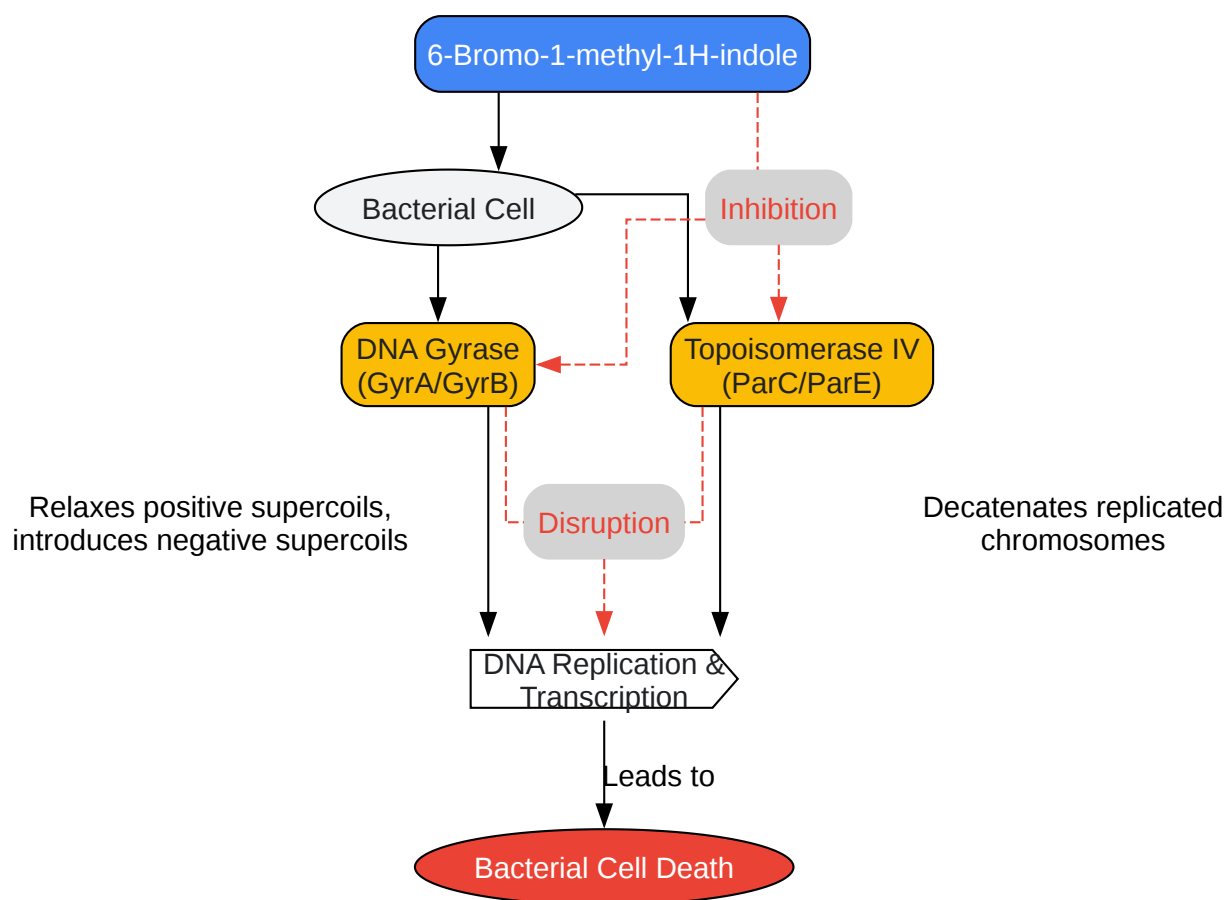 6-Bromo-1-methyl-1H-indole
Bacterial Cell
Inhibition
DNA Gyrase
(GyrA/GyrB)
Topoisomerase IV
(ParC/ParE)
Relaxes positive supercoils,
introduces negative supercoils
Disruption
Decatenates replicated
chromosomes
DNA Replication &
Transcription
Leads to
Bacterial Cell Death